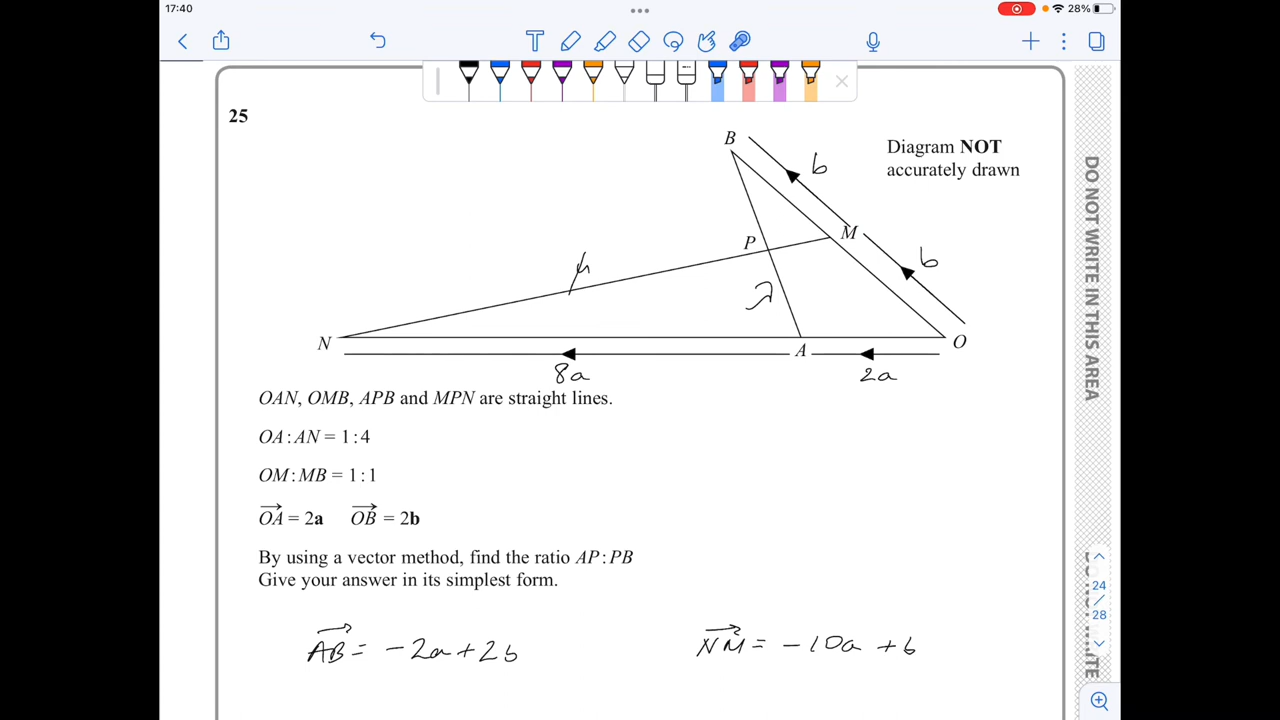 17:40
28%
T
25
B
b
Diagram NOT
accurately drawn
M
P
b
μ
λ
N
A
O
8a
2a
OAN, OMB, APB and MPN are straight lines.
OA : AN = 1 : 4
OM : MB = 1 : 1
OA = 2a OB = 2b
By using a vector method, find the ratio AP : PB
Give your answer in its simplest form.
AB = -2a + 2b
NM = -10a + b
DO NOT WRITE IN THIS AREA
24
28